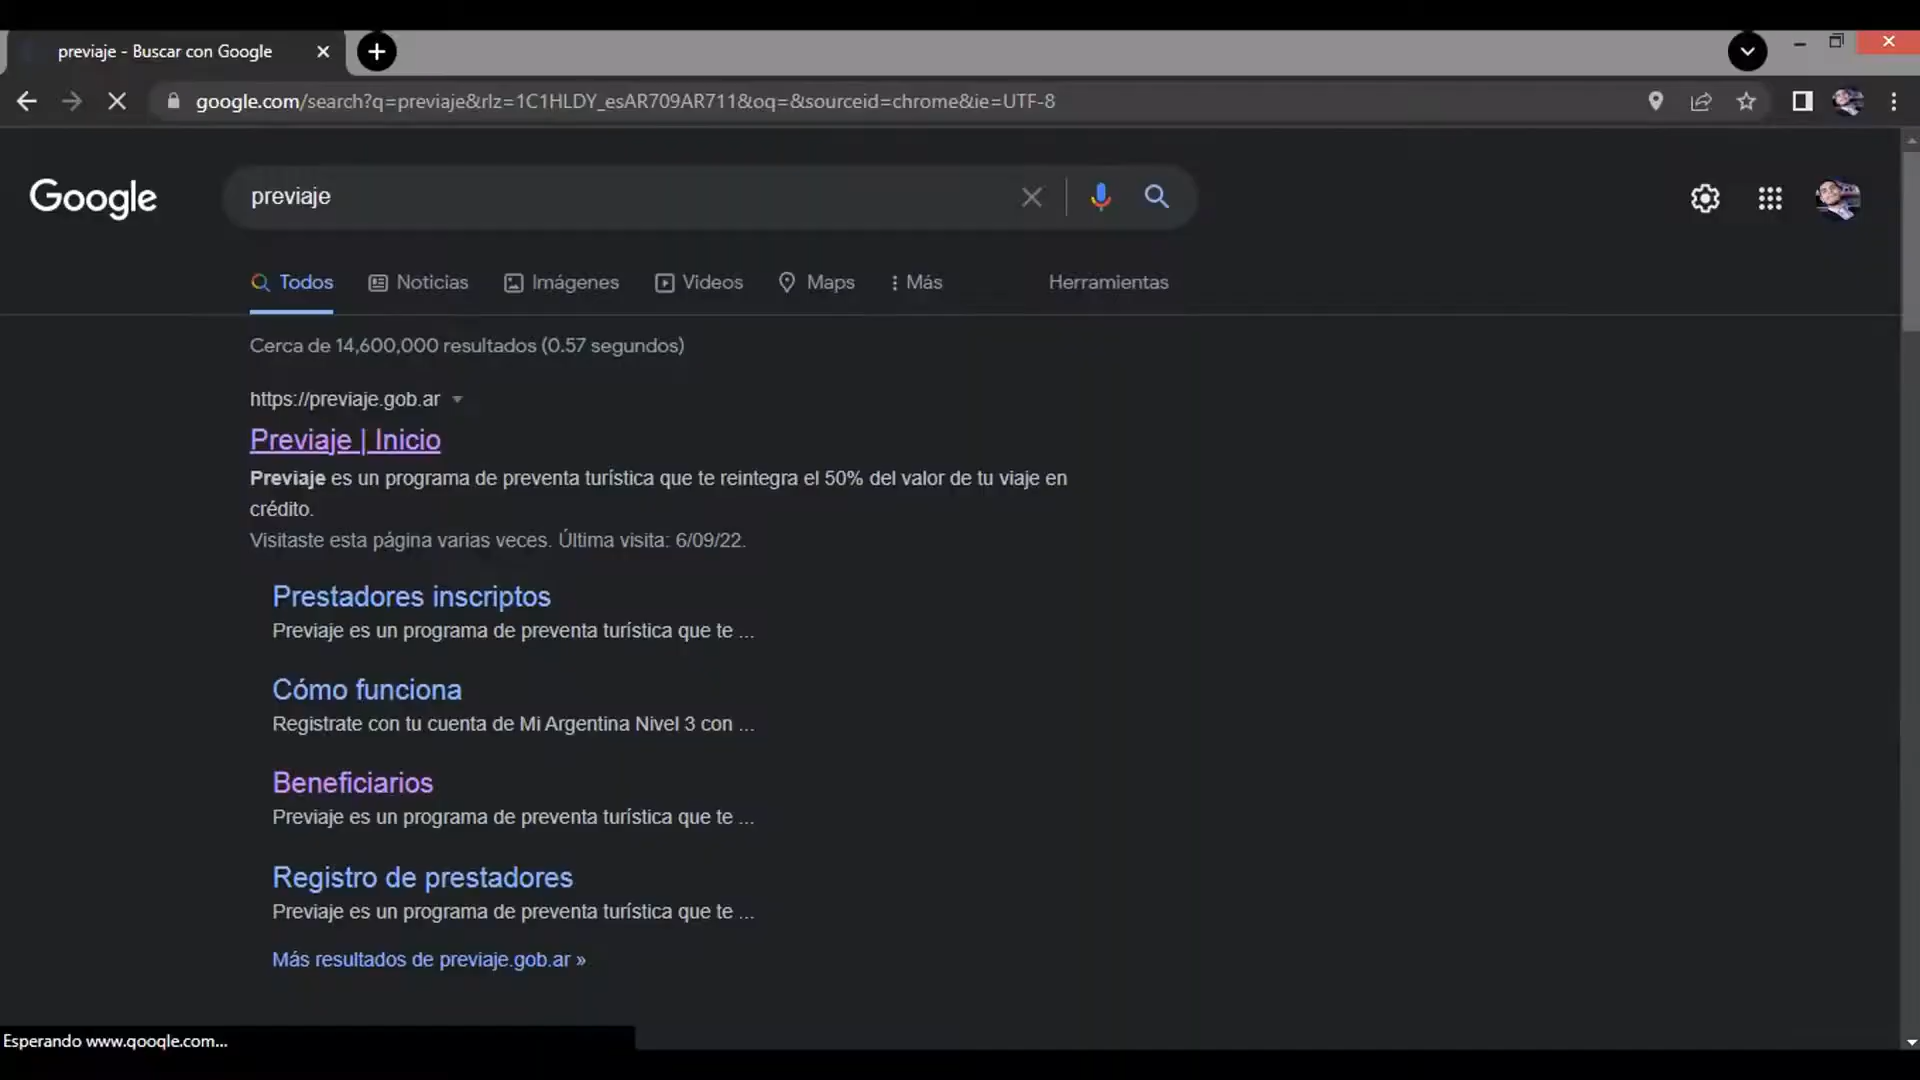 previaje - Buscar con Google
google.com/search?q=previaje&rlz=1C1HLDY_esAR709AR711&oq=&sourceid=chrome&ie=UTF-8
Google
previaje
Todos Noticias Imágenes Videos Maps Más Herramientas
Cerca de 14,600,000 resultados (0.57 segundos)
https://previaje.gob.ar
Previaje | Inicio
Previaje es un programa de preventa turística que te reintegra el 50% del valor de tu viaje en
crédito.
Visitaste esta página varias veces. Última visita: 6/09/22.
Prestadores inscriptos
Previaje es un programa de preventa turística que te ...
Cómo funciona
Registrate con tu cuenta de Mi Argentina Nivel 3 con ...
Beneficiarios
Previaje es un programa de preventa turística que te ...
Registro de prestadores
Previaje es un programa de preventa turística que te ...
Más resultados de previaje.gob.ar »
Esperando www.google.com...